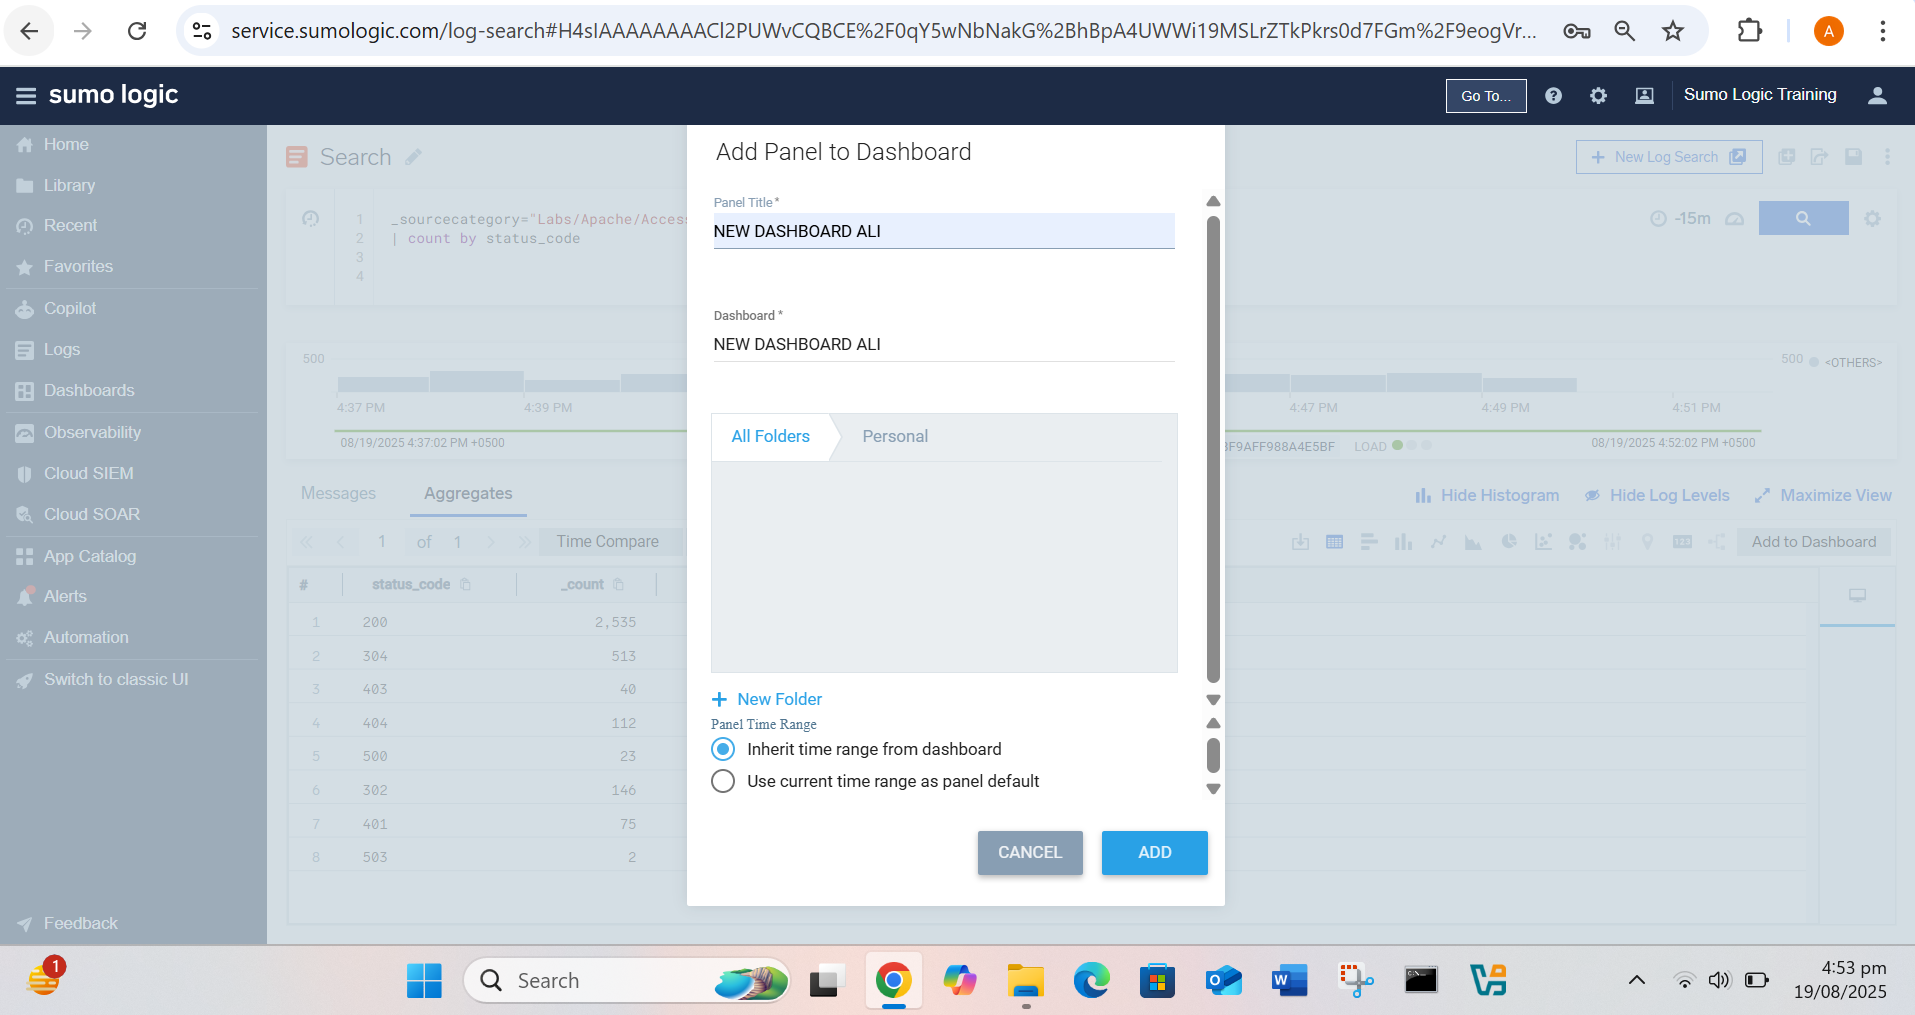 service.sumologic.com/log-search#H4sIAAAAAAAACl2PUWvCQBCE%2F0qY5wNbNakG%2BhBpA4UWWi19MSLrZTkPkrs0d7FGm%2F9eogVr...
A
sumo logic
Go To...
Sumo Logic Training
Home
Library
Recent
Favorites
Copilot
Logs
Dashboards
Observability
Cloud SIEM
Cloud SOAR
App Catalog
Alerts
Automation
Switch to classic UI
Feedback
Search
New Log Search
1 _sourcecategory="Labs/Apache/Acces
2 | count by status_code
3
4
-15m
500
500
<OTHERS>
4:37 PM
4:39 PM
4:47 PM
4:49 PM
4:51 PM
08/19/2025 4:37:02 PM +0500
3F9AFF988A4E5BF
LOAD
08/19/2025 4:52:02 PM +0500
Messages
Aggregates
Hide Histogram
Hide Log Levels
Maximize View
1 of 1
Time Compare
Add to Dashboard
# status_code _count
1 200 2,535
2 304 513
3 403 40
4 404 112
5 500 23
6 302 146
7 401 75
8 503 2
Add Panel to Dashboard
Panel Title*
NEW DASHBOARD ALI
Dashboard *
NEW DASHBOARD ALI
All Folders
Personal
+ New Folder
Panel Time Range
Inherit time range from dashboard
Use current time range as panel default
CANCEL
ADD
1
Search
4:53 pm
19/08/2025